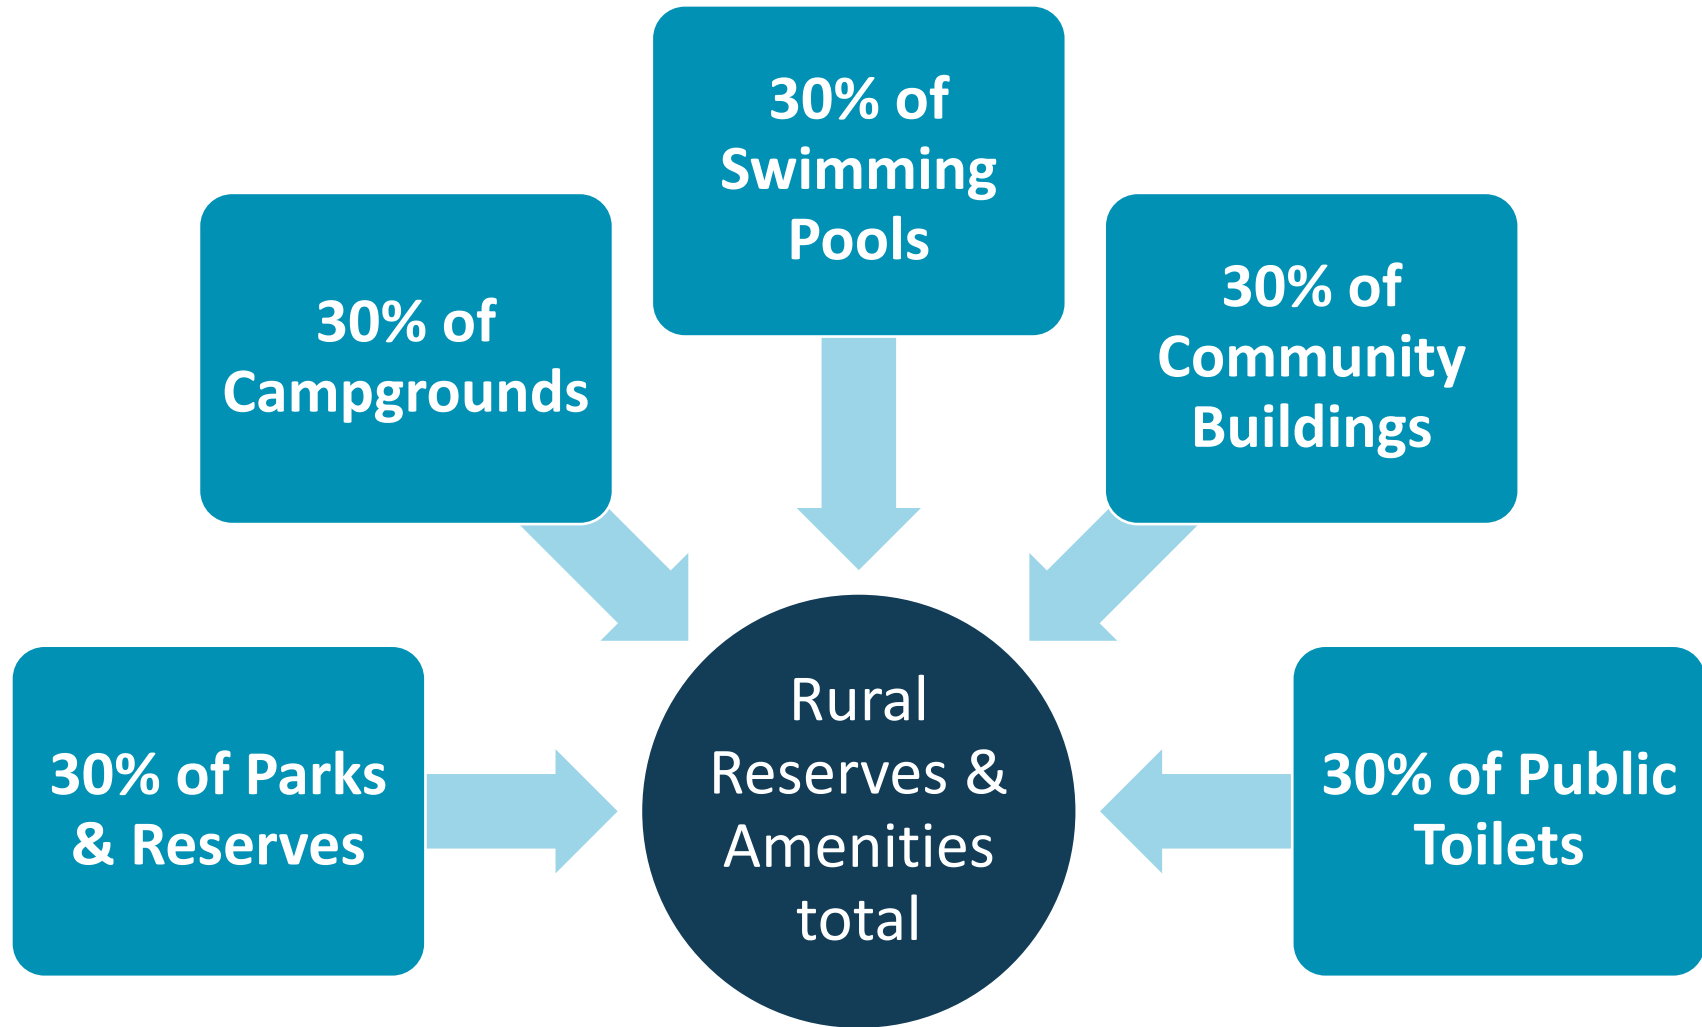 30% of
Swimming
Pools
30% of
Campgrounds
30% of
Community
Buildings
30% of Parks
& Reserves
Rural
Reserves &
Amenities
total
30% of Public
Toilets